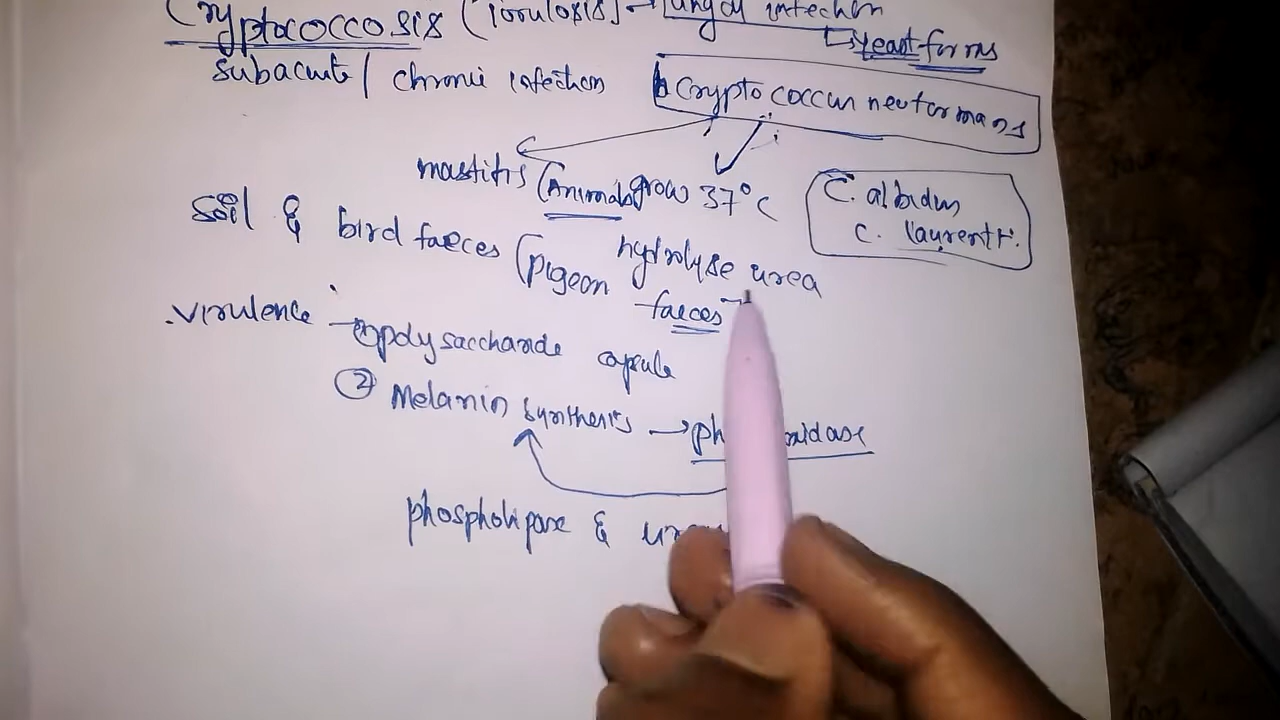 Cryptococcosis (Torulosis) → fungal infection
↳ yeast forms
subacute / chronic infection
Cryptococcus neoformans
mastitis (Animals
grow 37°C
C. albidus
C. laurentii.
soil & bird faeces (pigeon faeces →
hydrolyse urea
virulence → ① polysaccharide capsule
② Melanin synthesis →
phospholipase &